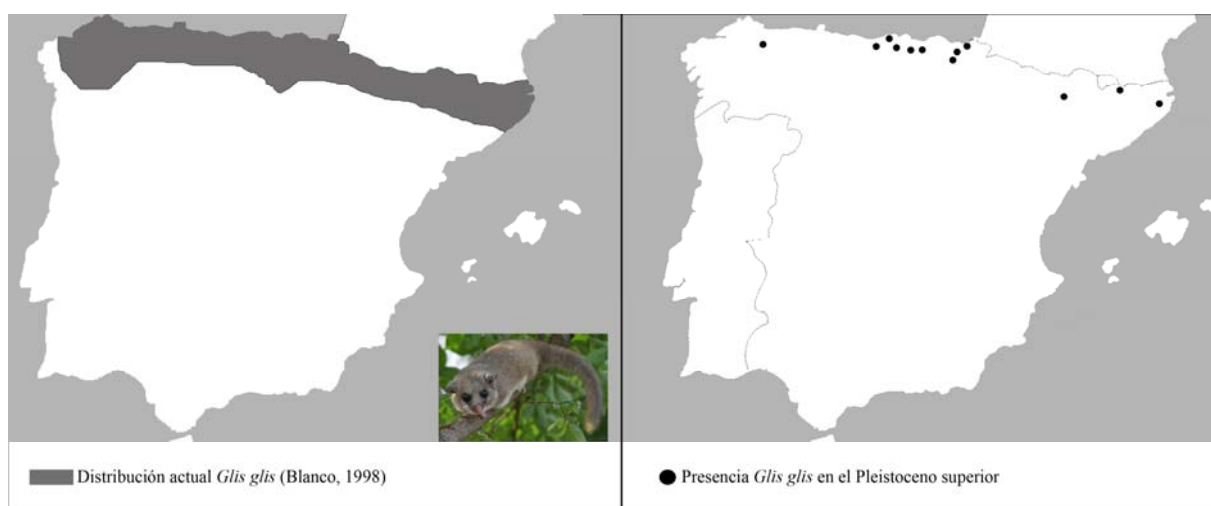 Distribución actual Glis glis (Blanco, 1998)
Presencia Glis glis en el Pleistoceno superior